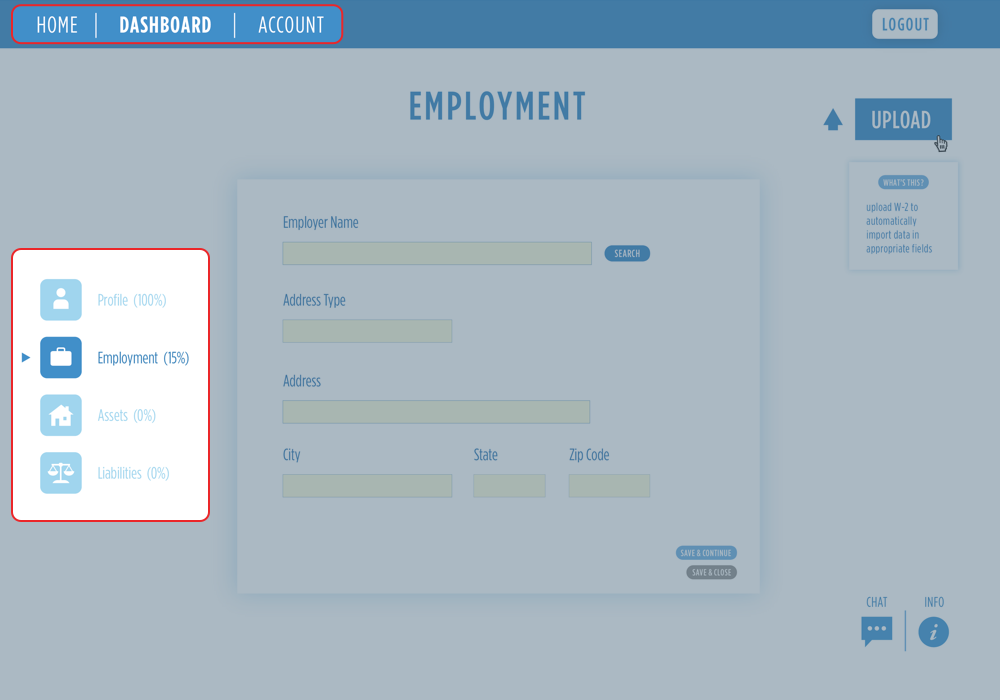 HOME DASHBOARD ACCOUNT LOGOUT
EMPLOYMENT
UPLOAD
WHAT'S THIS?
upload W-2 to
automatically
import data in
appropriate fields
Profile (100%)
Employment (15%)
Assets (0%)
Liabilities (0%)
Employer Name
SEARCH
Address Type
Address
City State Zip Code
SAVE & CONTINUE
SAVE & CLOSE
CHAT INFO
i